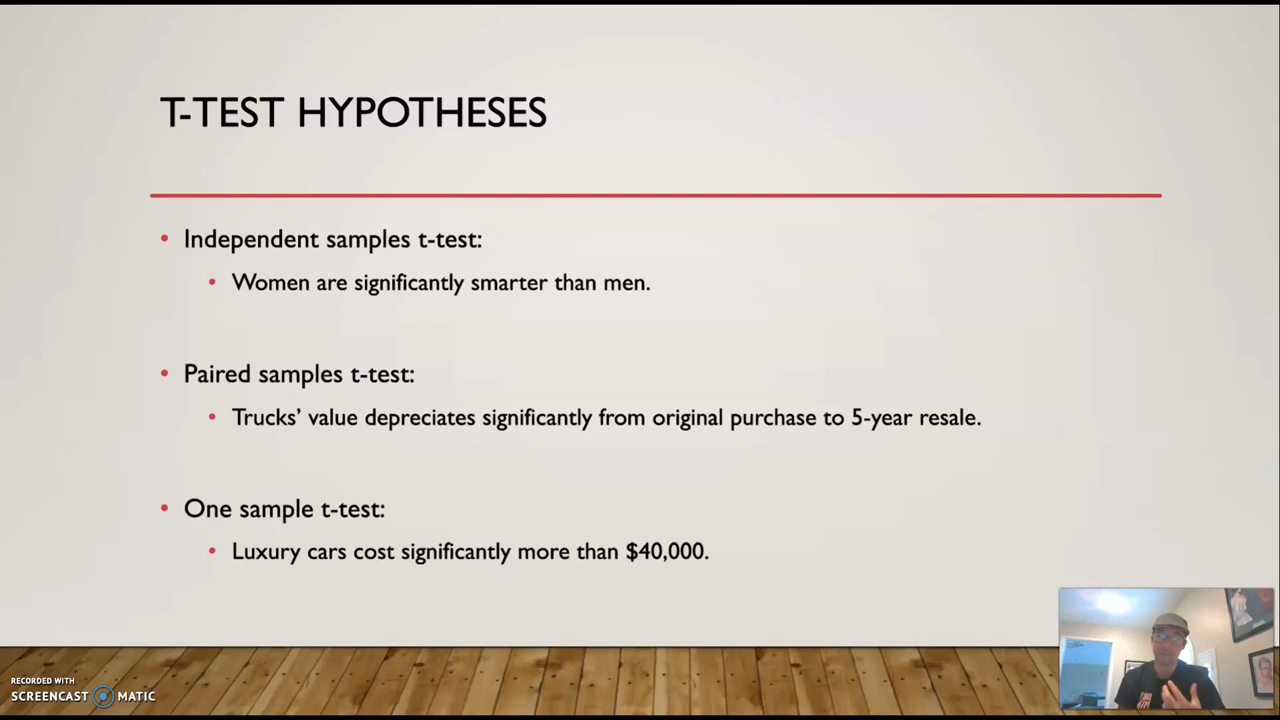 T-TEST HYPOTHESES
• Independent samples t-test:
• Women are significantly smarter than men.
• Paired samples t-test:
• Trucks’ value depreciates significantly from original purchase to 5-year resale.
• One sample t-test:
• Luxury cars cost significantly more than $40,000.
RECORDED WITH
SCREENCAST MATIC